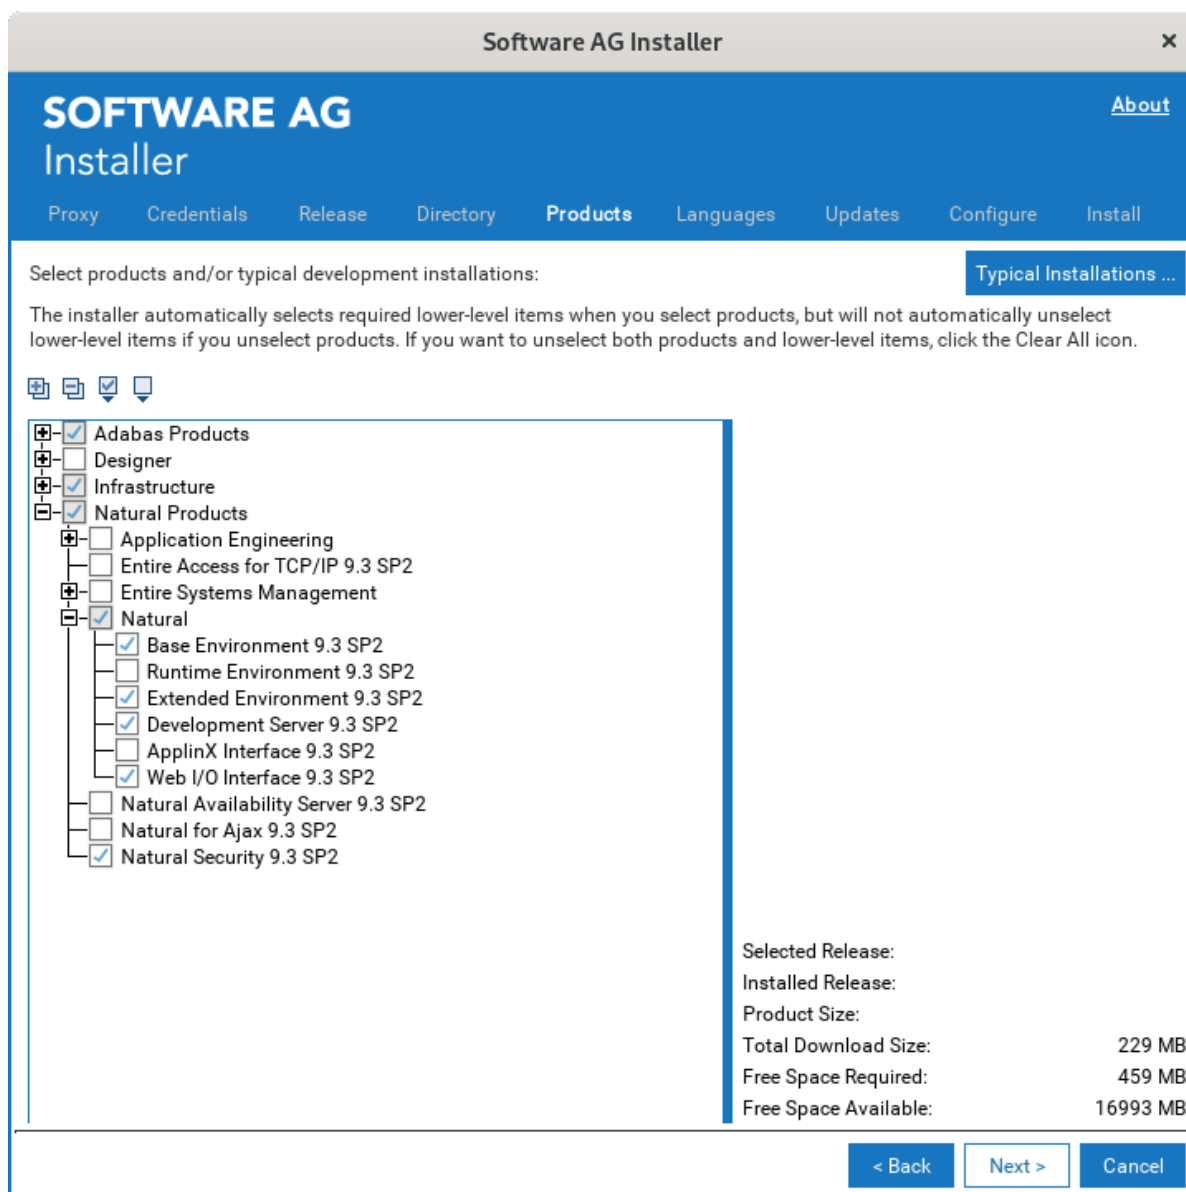 Software AG Installer
SOFTWARE AG
Installer
About
Proxy Credentials Release Directory Products Languages Updates Configure Install
Select products and/or typical development installations:
Typical Installations ...
The installer automatically selects required lower-level items when you select products, but will not automatically unselect
lower-level items if you unselect products. If you want to unselect both products and lower-level items, click the Clear All icon.
Adabas Products
Designer
Infrastructure
Natural Products
Application Engineering
Entire Access for TCP/IP 9.3 SP2
Entire Systems Management
Natural
Base Environment 9.3 SP2
Runtime Environment 9.3 SP2
Extended Environment 9.3 SP2
Development Server 9.3 SP2
ApplinX Interface 9.3 SP2
Web I/O Interface 9.3 SP2
Natural Availability Server 9.3 SP2
Natural for Ajax 9.3 SP2
Natural Security 9.3 SP2
Selected Release:
Installed Release:
Product Size:
Total Download Size: 229 MB
Free Space Required: 459 MB
Free Space Available: 16993 MB
< Back Next > Cancel